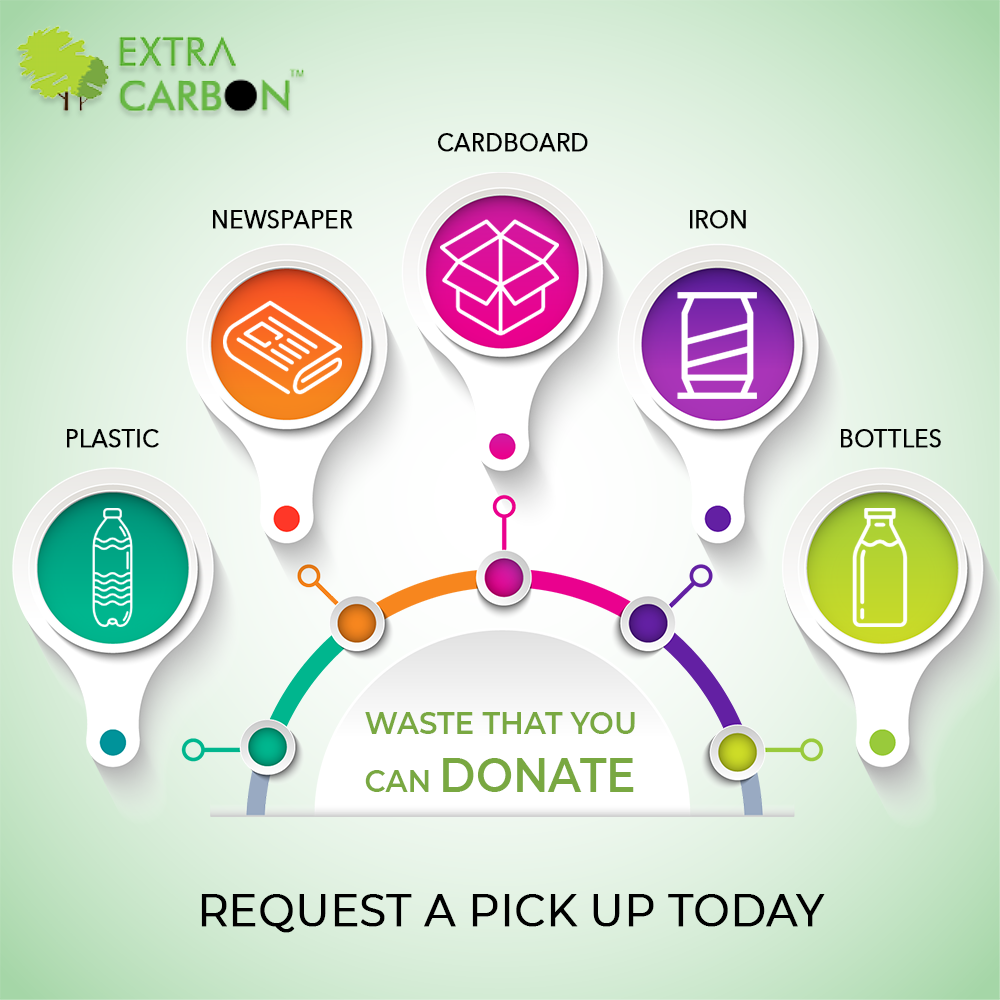 EXTRA
CARBON™
CARDBOARD
NEWSPAPER
IRON
PLASTIC
BOTTLES
WASTE THAT YOU
CAN DONATE
REQUEST A PICK UP TODAY